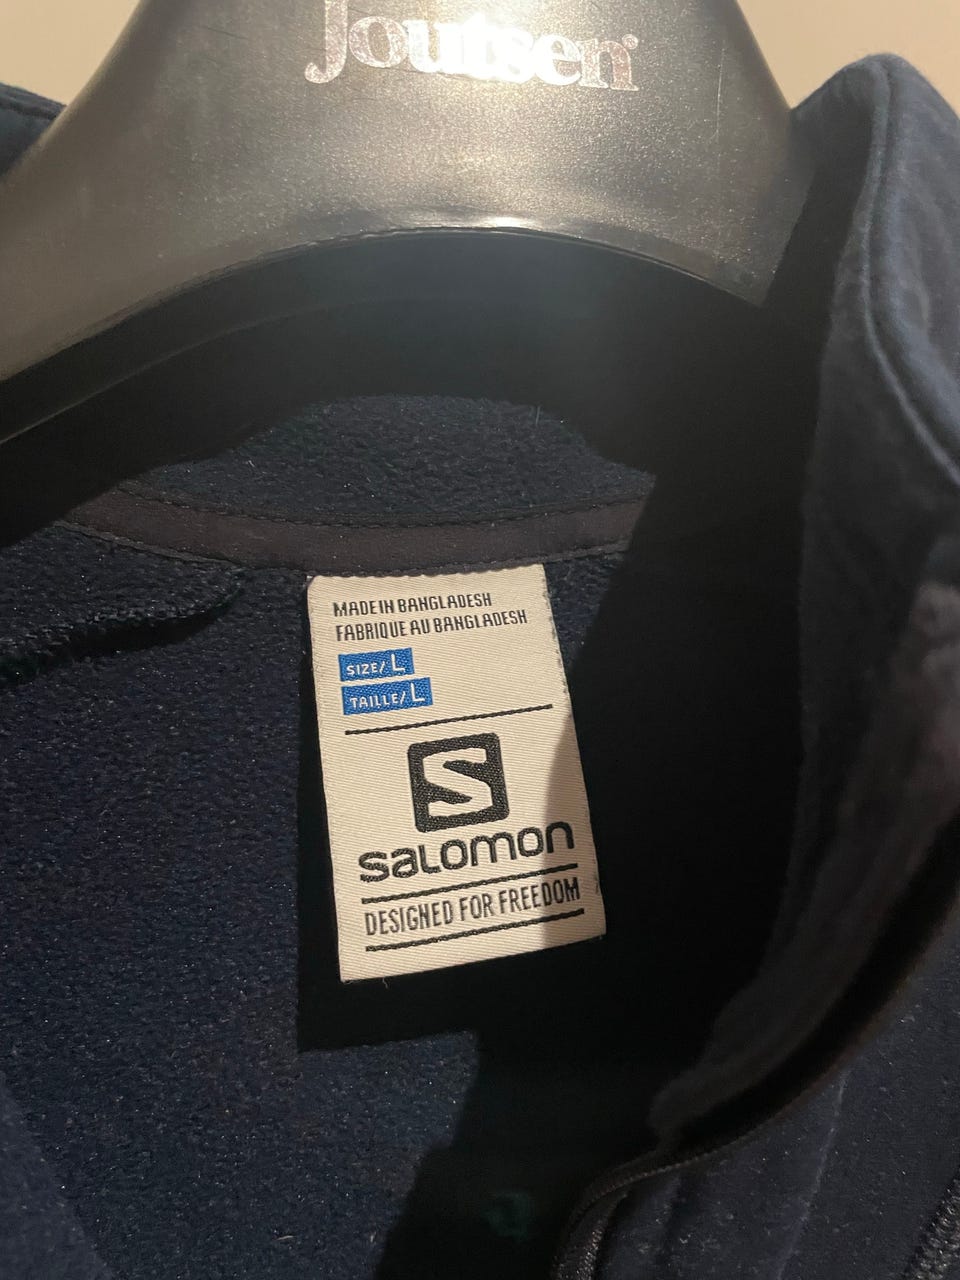 Joutsen
MADE IN BANGLADESH
FABRIQUE AU BANGLADESH
SIZE/ L
TAILLE/ L
S
salomon
DESIGNED FOR FREEDOM